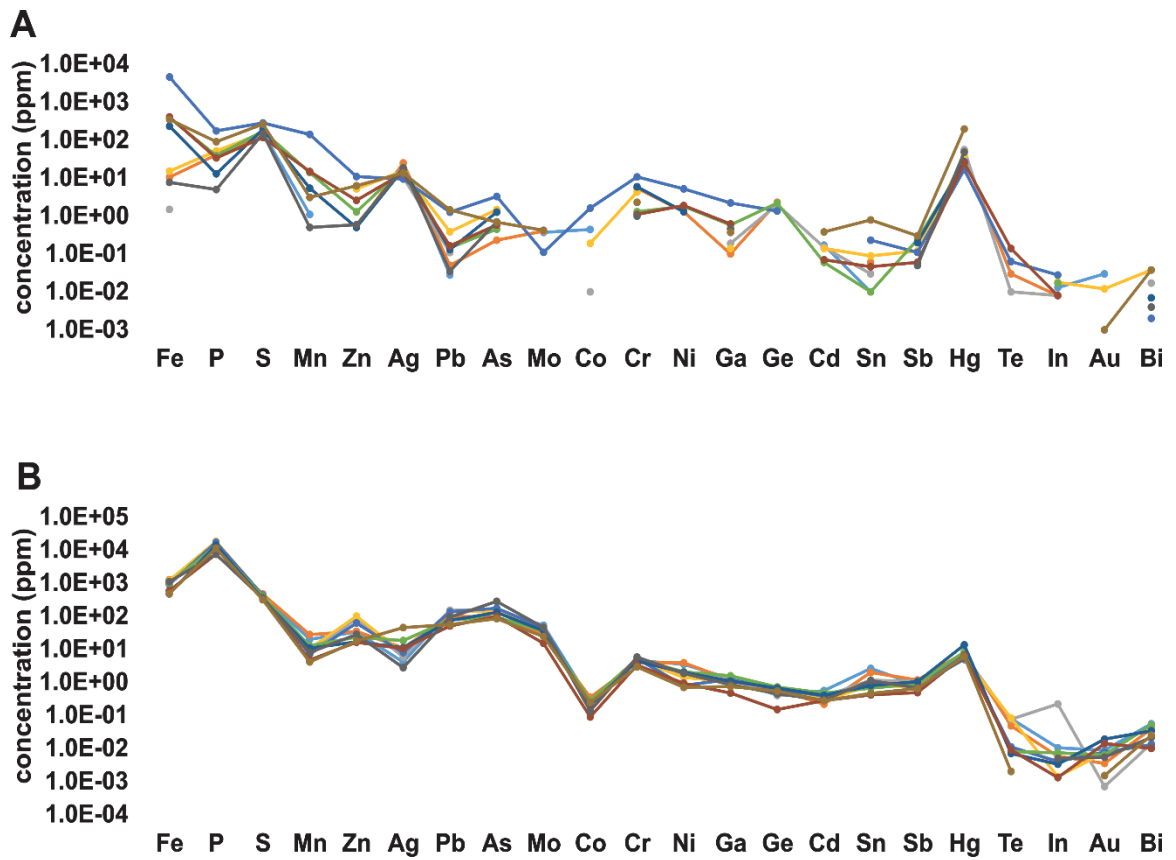 A
concentration (ppm)
1.0E+04
1.0E+03
1.0E+02
1.0E+01
1.0E+00
1.0E-01
1.0E-02
1.0E-03
Fe P S Mn Zn Ag Pb As Mo Co Cr Ni Ga Ge Cd Sn Sb Hg Te In Au Bi
B
concentration (ppm)
1.0E+05
1.0E+04
1.0E+03
1.0E+02
1.0E+01
1.0E+00
1.0E-01
1.0E-02
1.0E-03
1.0E-04
Fe P S Mn Zn Ag Pb As Mo Co Cr Ni Ga Ge Cd Sn Sb Hg Te In Au Bi